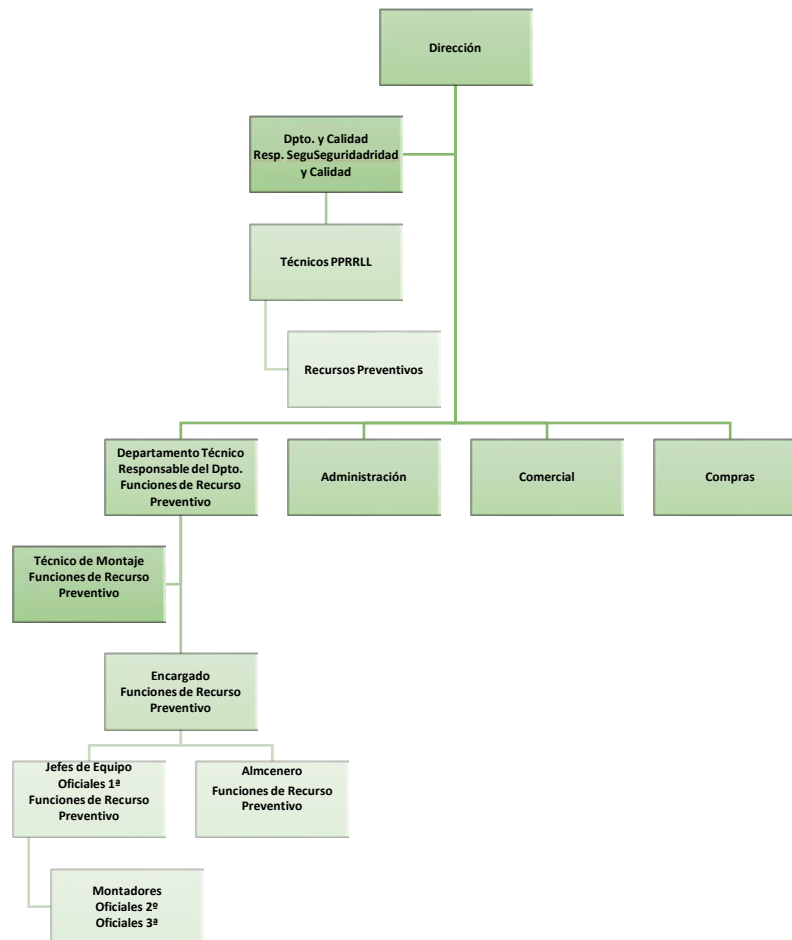 Dirección
Dpto. y Calidad
Resp. SeguSeguridadridad
y Calidad
Técnicos PPRRLL
Recursos Preventivos
Departamento Técnico
Responsable del Dpto.
Funciones de Recurso
Preventivo
Administración
Comercial
Compras
Técnico de Montaje
Funciones de Recurso
Preventivo
Encargado
Funciones de Recurso
Preventivo
Jefes de Equipo
Oficiales 1ª
Funciones de Recurso
Preventivo
Almcenero
Funciones de Recurso
Preventivo
Montadores
Oficiales 2º
Oficiales 3ª